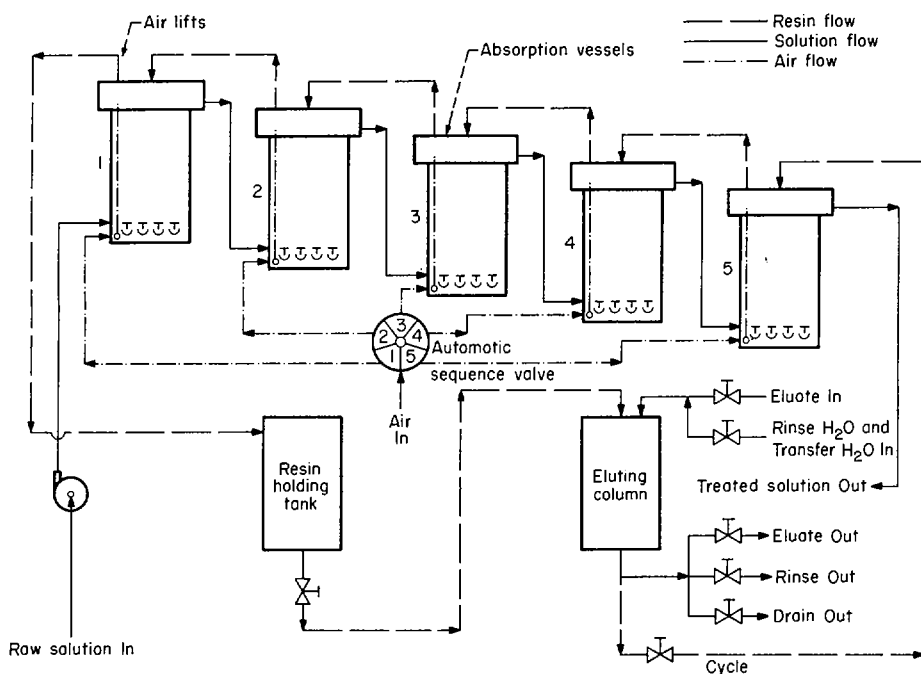 Air lifts
Absorption vessels
Resin flow
Solution flow
Air flow
1
2
3
4
5
3
2
4
1
5
Automatic
sequence valve
Air
In
Resin
holding
tank
Eluting
column
Eluate In
Rinse H₂O and
Transfer H₂O In
Treated solution Out
Eluate Out
Rinse Out
Drain Out
Raw solution In
Cycle